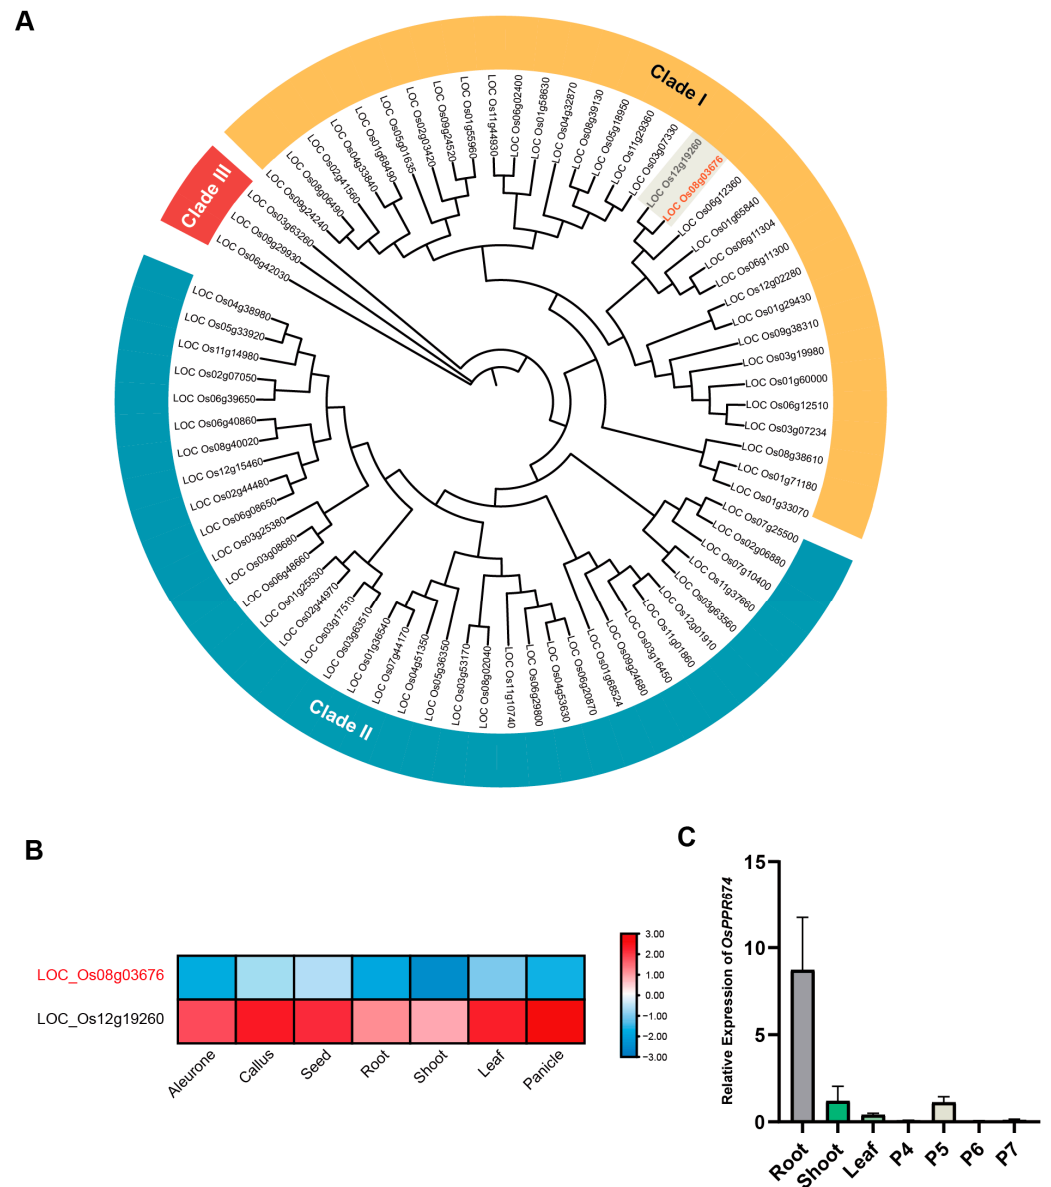 A
Clade I
Clade III
Clade II
LOC Os06g42030
LOC Os09g29930
LOC Os03g63260
LOC Os09g24240
LOC Os08g06490
LOC Os02g41560
LOC Os04g33840
LOC Os01g68490
LOC Os05g01635
LOC Os02g03420
LOC Os09g24520
LOC Os01g55960
LOC Os11g44930
LOC Os06g02400
LOC Os01g58630
LOC Os04g32870
LOC Os08g39130
LOC Os05g18950
LOC Os11g29360
LOC Os03g07230
LOC Os12g19260
LOC Os08g03676
LOC Os06g12360
LOC Os01g65840
LOC Os06g11304
LOC Os06g11300
LOC Os12g02280
LOC Os01g29430
LOC Os09g38310
LOC Os03g19980
LOC Os01g60000
LOC Os06g12510
LOC Os03g07234
LOC Os08g38610
LOC Os01g71180
LOC Os01g33070
LOC Os07g25500
LOC Os02g06880
LOC Os07g10400
LOC Os11g37660
LOC Os03g63560
LOC Os12g01910
LOC Os11g01860
LOC Os03g16450
LOC Os09g24680
LOC Os01g68524
LOC Os06g20870
LOC Os04g53630
LOC Os06g29800
LOC Os11g10740
LOC Os08g02040
LOC Os03g53170
LOC Os05g36350
LOC Os04g51350
LOC Os07g44170
LOC Os01g36540
LOC Os03g63510
LOC Os03g17510
LOC Os02g44970
LOC Os01g25530
LOC Os06g48660
LOC Os03g08680
LOC Os03g25380
LOC Os06g08650
LOC Os02g44480
LOC Os12g15460
LOC Os08g40020
LOC Os06g40860
LOC Os06g39650
LOC Os02g07050
LOC Os11g14980
LOC Os05g33920
LOC Os04g38980
B
LOC_Os08g03676
LOC_Os12g19260
Aleurone
Callus
Seed
Root
Shoot
Leaf
Panicle
3.00
2.00
1.00
0.00
−1.00
−2.00
−3.00
C
Relative Expression of OsPPR674
15
10
5
0
Root
Shoot
Leaf
P4
P5
P6
P7